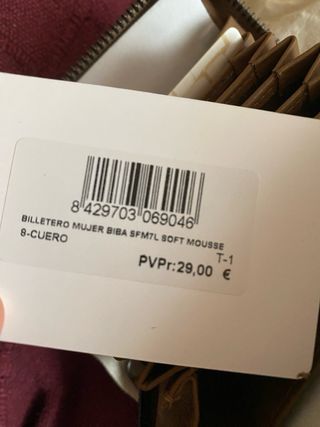 8 429703 069046
BILLETERO MUJER BIBA SFM7L SOFT MOUSSE
8-CUERO
T-1
PVPr:29,00 €